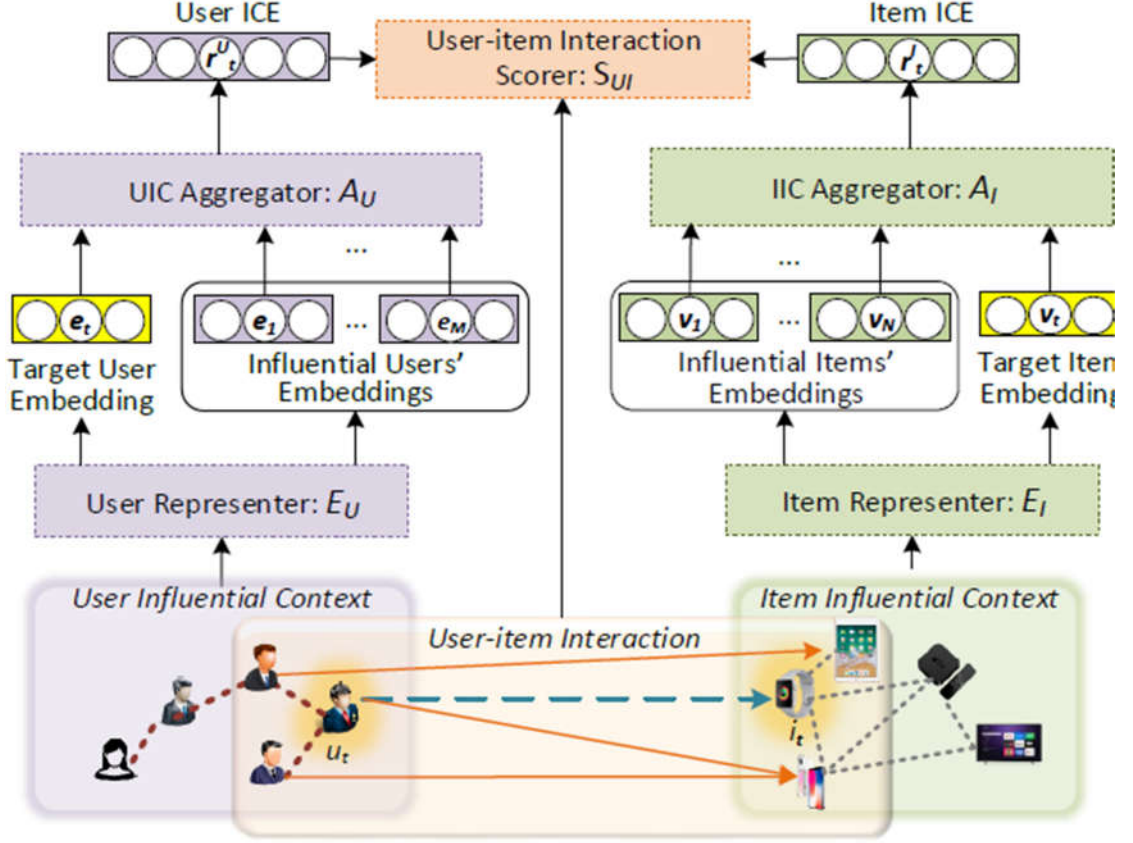 User ICE
Item ICE
r^U_t
User-item Interaction
Scorer: S_UI
r^I_t
UIC Aggregator: A_U
IIC Aggregator: A_I
...
...
e_t
e_1
...
e_M
v_1
...
v_N
v_t
Target User
Embedding
Influential Users'
Embeddings
Influential Items'
Embeddings
Target Item
Embedding
User Representer: E_U
Item Representer: E_I
User Influential Context
Item Influential Context
User-item Interaction
u_t
i_t